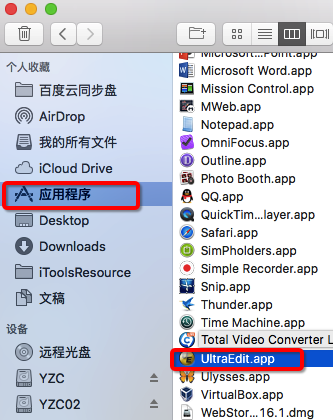 个人收藏
百度云同步盘
AirDrop
我的所有文件
iCloud Drive
应用程序
Desktop
Downloads
iToolsResource
文稿
设备
远程光盘
YZC
YZC02
Microsoft Word.app
Mission Control.app
MWeb.app
Notepad.app
OmniFocus.app
Outline.app
Photo Booth.app
QQ.app
QuickTim...layer.app
Safari.app
SimPholders.app
Simple Recorder.app
Snip.app
Thunder.app
Time Machine.app
Total Video Converter L
UltraEdit.app
Ulysses.app
VirtualBox.app
WebStor...16.1.dmg